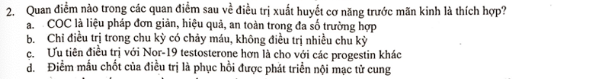 2. Quan điểm nào trong các quan điểm sau về điều trị xuất huyết cơ năng trước mãn kinh là thích hợp?
a. COC là liệu pháp đơn giản, hiệu quả, an toàn trong đa số trường hợp
b. Chỉ điều trị trong chu kỳ có chảy máu, không điều trị nhiều chu kỳ
c. Ưu tiên điều trị với Nor-19 testosterone hơn là cho với các progestin khác
d. Điểm mấu chốt của điều trị là phục hồi được phát triển nội mạc tử cung